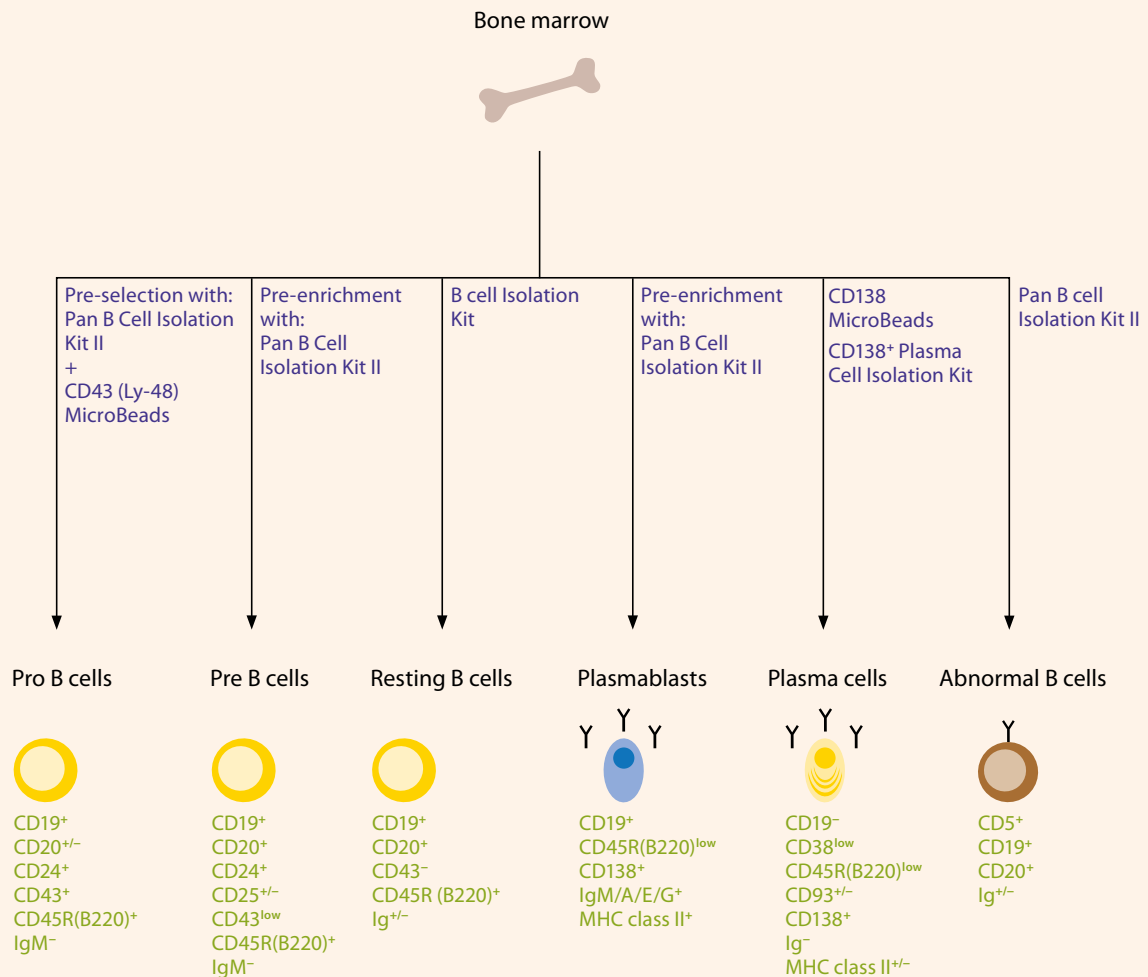 Bone marrow
Pre-selection with:
Pan B Cell Isolation
Kit II
+
CD43 (Ly-48)
MicroBeads
Pre-enrichment
with:
Pan B Cell
Isolation Kit II
B cell Isolation
Kit
Pre-enrichment
with:
Pan B Cell
Isolation Kit II
CD138
MicroBeads
CD138⁺ Plasma
Cell Isolation Kit
Pan B cell
Isolation Kit II
Pro B cells
CD19⁺
CD20⁺/⁻
CD24⁺
CD43⁺
CD45R(B220)⁺
IgM⁻
Pre B cells
CD19⁺
CD20⁺
CD24⁺
CD25⁺/⁻
CD43ˡᵒʷ
CD45R(B220)⁺
IgM⁻
Resting B cells
CD19⁺
CD20⁺
CD43⁻
CD45R (B220)⁺
Ig⁺/⁻
Plasmablasts
CD19⁺
CD45R(B220)ˡᵒʷ
CD138⁺
IgM/A/E/G⁺
MHC class II⁺
Plasma cells
CD19⁻
CD38ˡᵒʷ
CD45R(B220)ˡᵒʷ
CD93⁺/⁻
CD138⁺
Ig⁻
MHC class II⁺/⁻
Abnormal B cells
CD5⁺
CD19⁺
CD20⁺
Ig⁺/⁻